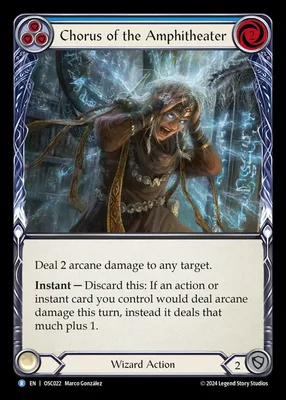 Chorus of the Amphitheater
Deal 2 arcane damage to any target.
Instant — Discard this: If an action or
instant card you control would deal arcane
damage this turn, instead it deals that
much plus 1.
Wizard Action
2
R EN | OSC022 Marco González
©2024 Legend Story Studios